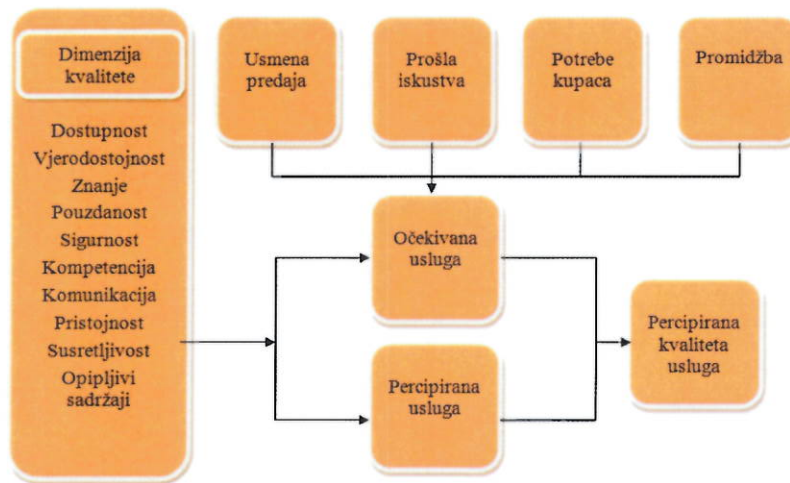 Dimenzija
kvalitete
Dostupnost
Vjerodostojnost
Znanje
Pouzdanost
Sigurnost
Kompetencija
Komunikacija
Pristojnost
Susretljivost
Opipljivi
sadržaji
Usmena
predaja
Prošla
iskustva
Potrebe
kupaca
Promidžba
Očekivana
usluga
Percipirana
usluga
Percipirana
kvaliteta
usluga